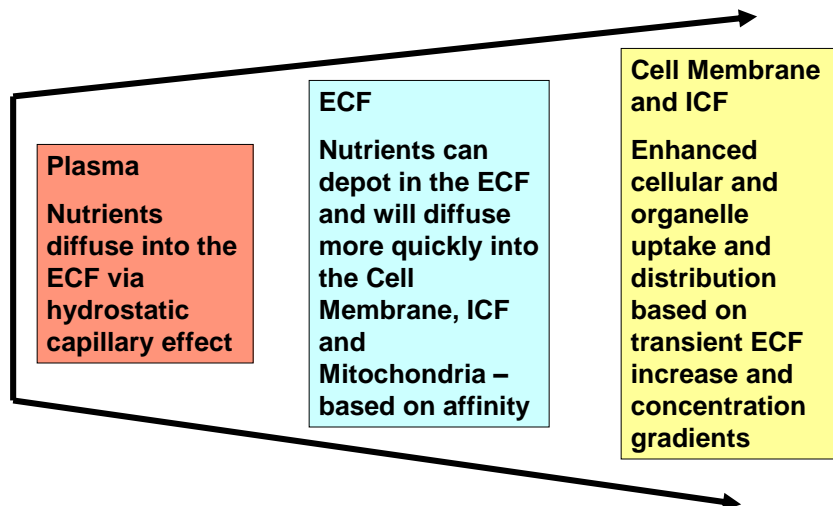 Plasma
Nutrients
diffuse into the
ECF via
hydrostatic
capillary effect
ECF
Nutrients can
depot in the ECF
and will diffuse
more quickly into
the Cell
Membrane, ICF
and
Mitochondria –
based on affinity
Cell Membrane
and ICF
Enhanced
cellular and
organelle
uptake and
distribution
based on
transient ECF
increase and
concentration
gradients